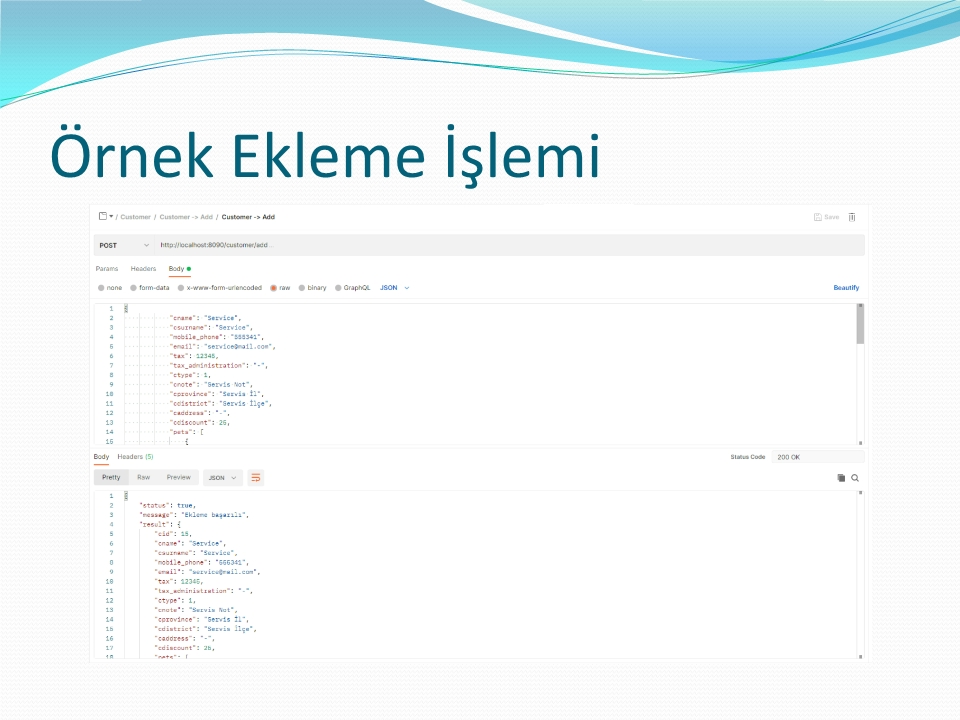 Örnek Ekleme İşlemi
/ Customer / Customer -> Add / Customer -> Add
Save
POST
http://localhost:8090/customer/add...
Params Headers Body
none form-data x-www-form-urlencoded raw binary GraphQL JSON
Beautify
1 {
2 "cname": "Service",
3 "csurname": "Service",
4 "mobile_phone": "555341",
5 "email": "service@mail.com",
6 "tax": 12345,
7 "tax_administration": "-",
8 "ctype": 1,
9 "cnote": "Servis Not",
10 "cprovince": "Servis İl",
11 "cdistrict": "Servis İlçe",
12 "caddress": "-",
13 "cdiscount": 25,
14 "pets": [
15 {
Body Headers (5)
Status Code 200 OK
Pretty Raw Preview JSON
1 {
2 "status": true,
3 "message": "Ekleme başarılı",
4 "result": {
5 "cid": 15,
6 "cname": "Service",
7 "csurname": "Service",
8 "mobile_phone": "555341",
9 "email": "service@mail.com",
10 "tax": 12345,
11 "tax_administration": "-",
12 "ctype": 1,
13 "cnote": "Servis Not",
14 "cprovince": "Servis İl",
15 "cdistrict": "Servis İlçe",
16 "caddress": "-",
17 "cdiscount": 25,
18 "pets": [